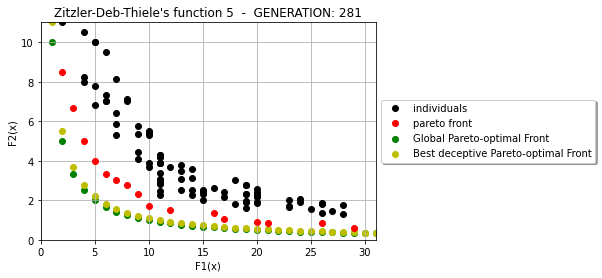 Zitzler-Deb-Thiele's function 5 - GENERATION: 281
10
8
6
4
2
0
F2(x)
0 5 10 15 20 25 30
F1(x)
individuals
pareto front
Global Pareto-optimal Front
Best deceptive Pareto-optimal Front